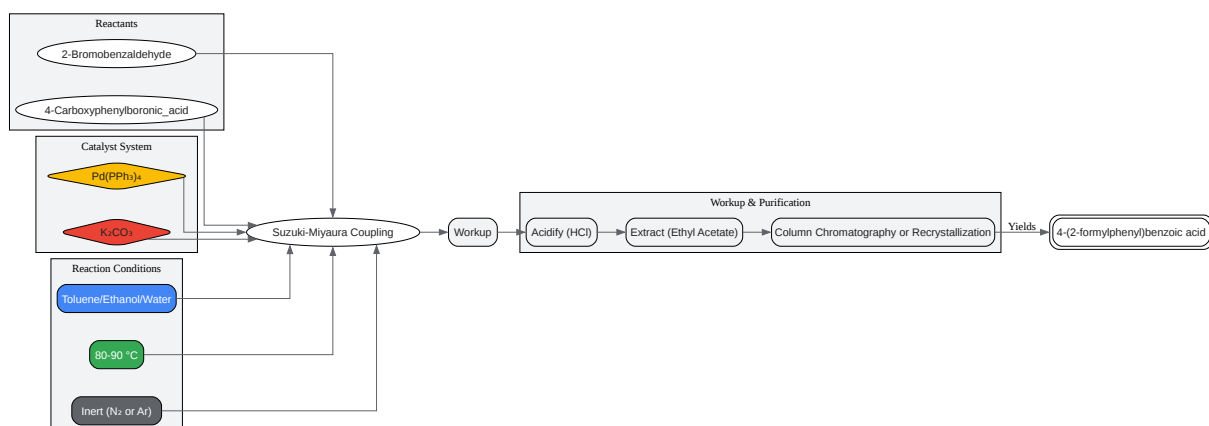 Reactants
2-Bromobenzaldehyde
4-Carboxyphenylboronic_acid
Catalyst System
Pd(PPh₃)₄
K₂CO₃
Reaction Conditions
Toluene/Ethanol/Water
80-90 °C
Inert (N₂ or Ar)
Suzuki-Miyaura Coupling
Workup
Workup & Purification
Acidify (HCl)
Extract (Ethyl Acetate)
Column Chromatography or Recrystallization
Yields
4-(2-formylphenyl)benzoic acid